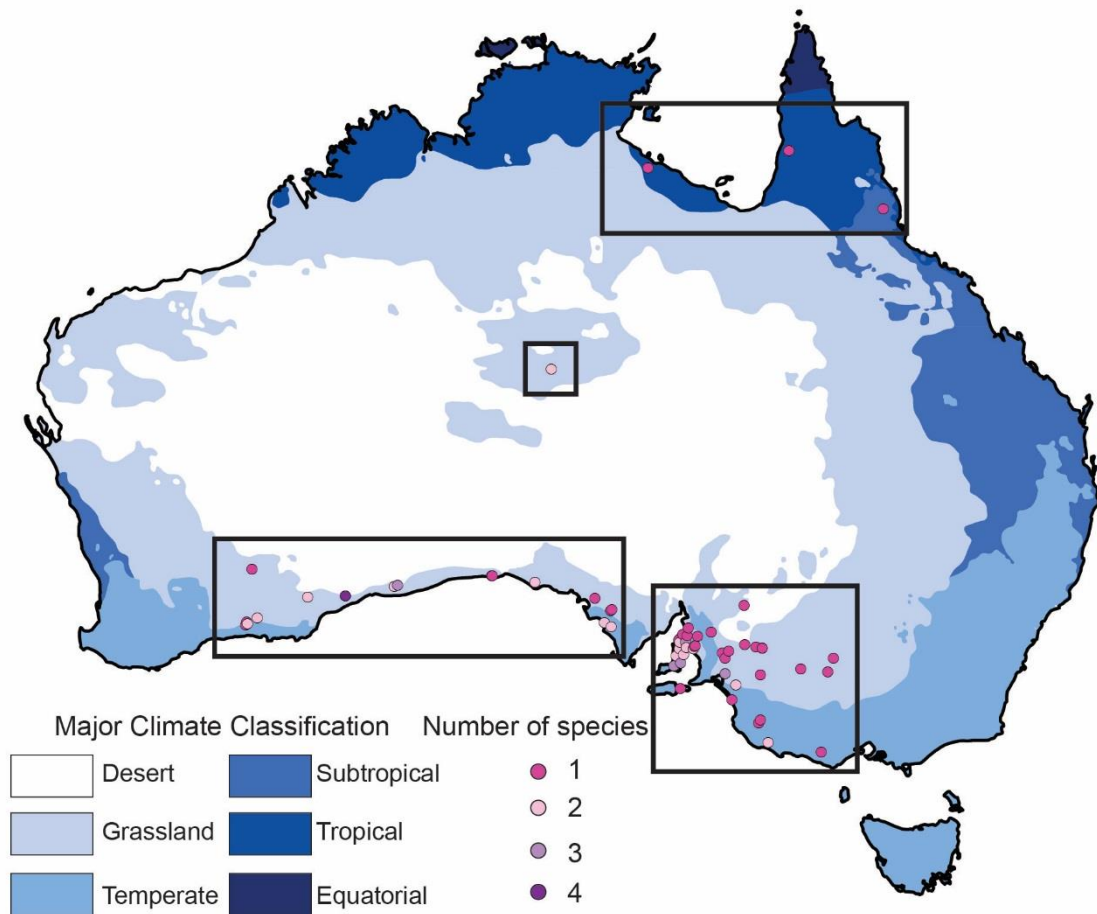 Major Climate Classification
Desert
Subtropical
Grassland
Tropical
Temperate
Equatorial
Number of species
1
2
3
4